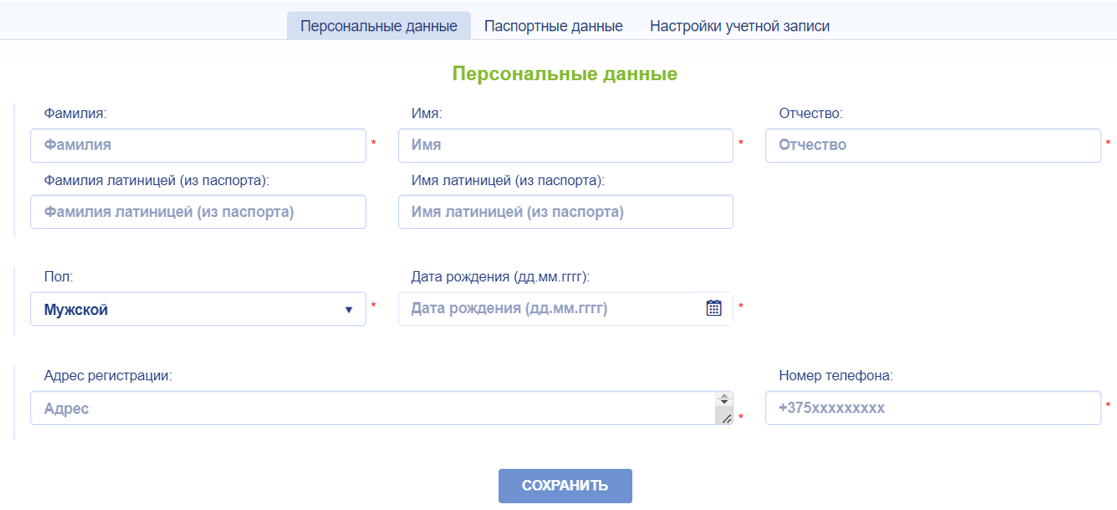 Персональные данные Паспортные данные Настройки учетной записи
Персональные данные
Фамилия: Имя: Отчество:
Фамилия * Имя * Отчество *
Фамилия латиницей (из паспорта): Имя латиницей (из паспорта):
Фамилия латиницей (из паспорта) Имя латиницей (из паспорта)
Пол: Дата рождения (дд.мм.гггг):
Мужской * Дата рождения (дд.мм.гггг) *
Адрес регистрации: Номер телефона:
Адрес * +375xxxxxxxxx *
СОХРАНИТЬ